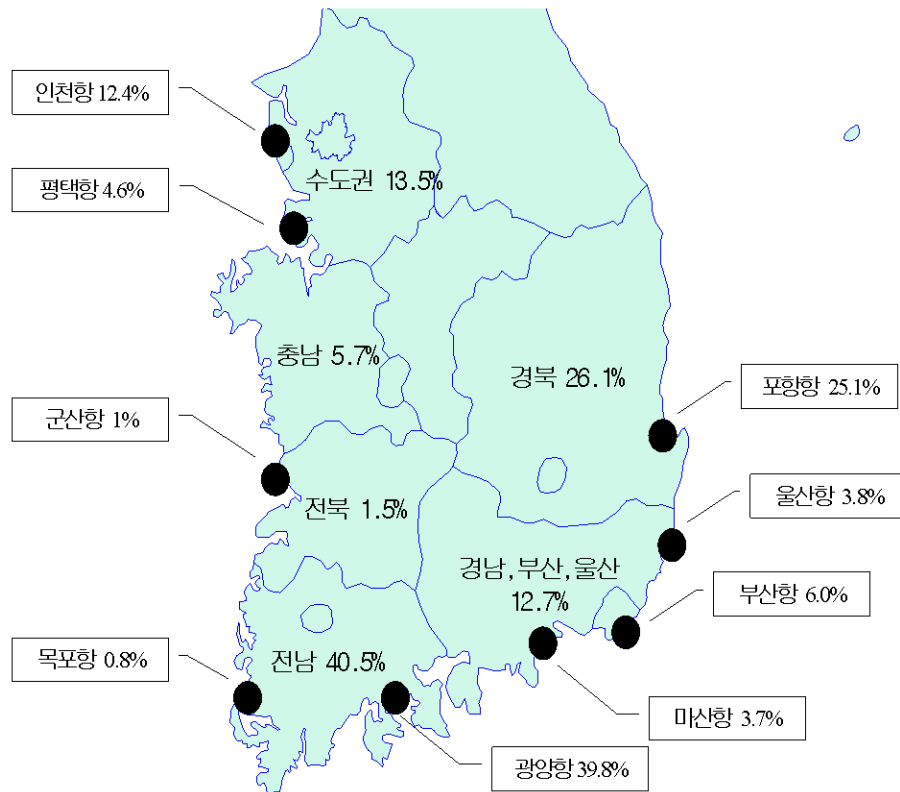 인천항 12.4%
수도권 13.5%
평택항 4.6%
충남 5.7%
경북 26.1%
포항항 25.1%
군산항 1%
울산항 3.8%
전북 1.5%
경남,부산,울산
12.7%
부산항 6.0%
목포항 0.8%
전남 40.5%
마산항 3.7%
광양항 39.8%